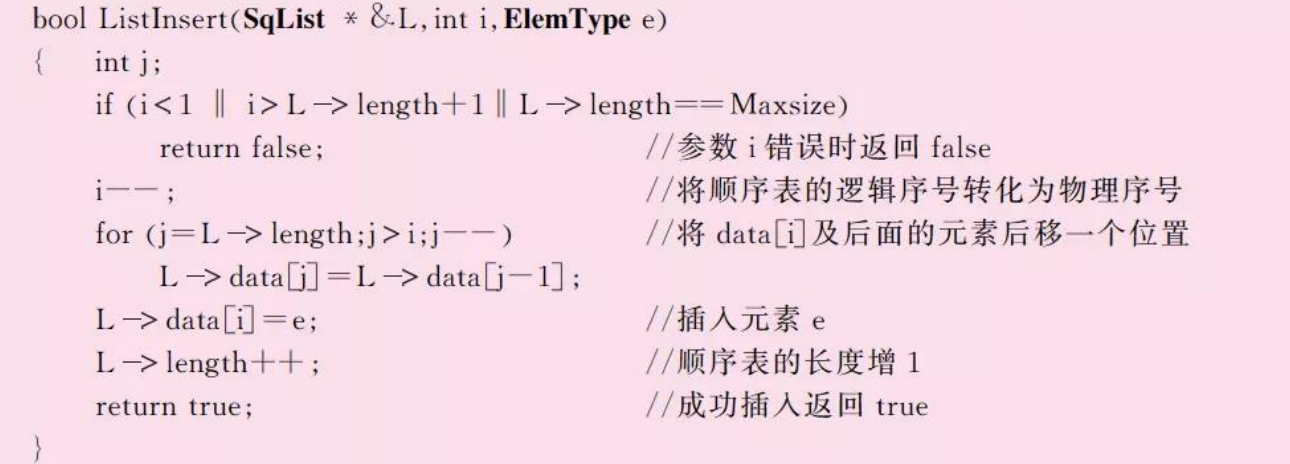 bool ListInsert(SqList * &L,int i,ElemType e)
{ int j;
if (i<1 ‖ i>L->length+1‖L->length==Maxsize)
return false; //参数 i 错误时返回 false
i--; //将顺序表的逻辑序号转化为物理序号
for (j=L->length;j>i;j--) //将 data[i]及后面的元素后移一个位置
L->data[j]=L->data[j-1];
L->data[i]=e; //插入元素 e
L->length++; //顺序表的长度增 1
return true; //成功插入返回 true
}